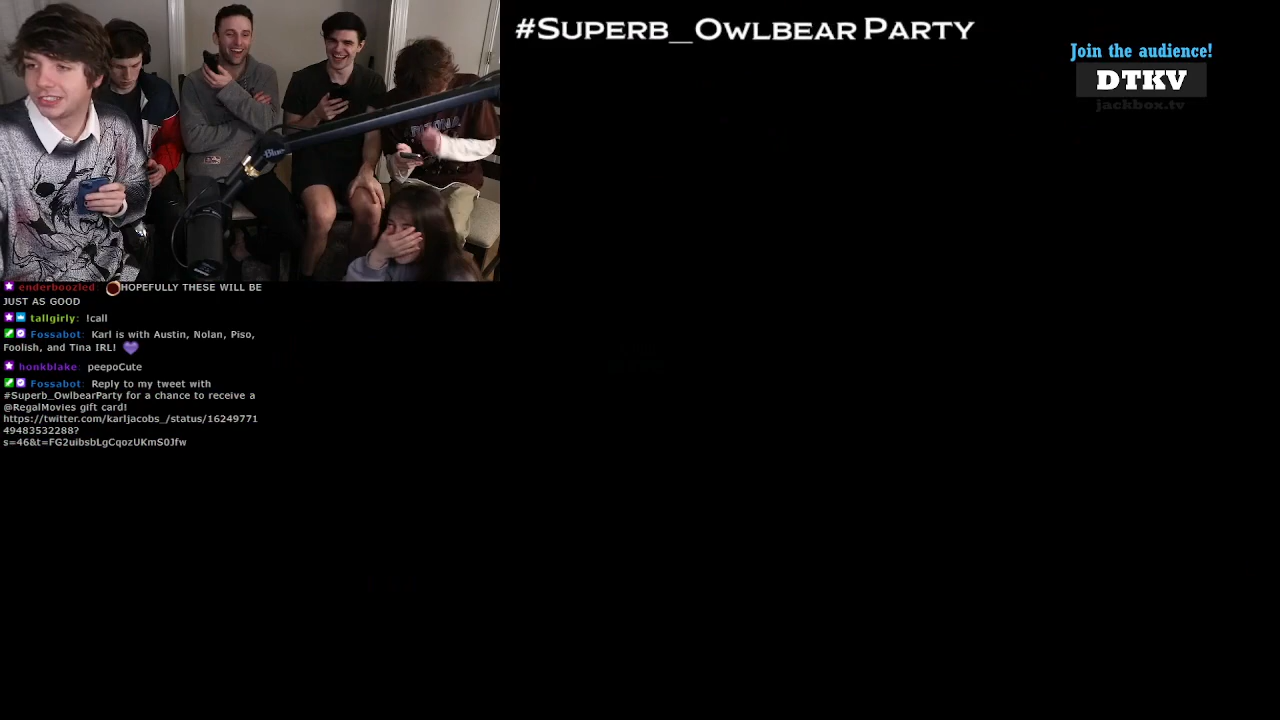 #SUPERB_OWLBEAR PARTY
Join the audience!
DTKV
jackbox.tv
Blue
enderboozled: HOPEFULLY THESE WILL BE
JUST AS GOOD
tallgirly: !call
Fossabot: Karl is with Austin, Nolan, Piso,
Foolish, and Tina IRL!
honkblake: peepoCute
Fossabot: Reply to my tweet with
#Superb_OwlbearParty for a chance to receive a
@RegalMovies gift card!
https://twitter.com/karljacobs_/status/16249771
49483532288?
s=46&t=FG2uibsbLgCqozUKmS0Jfw